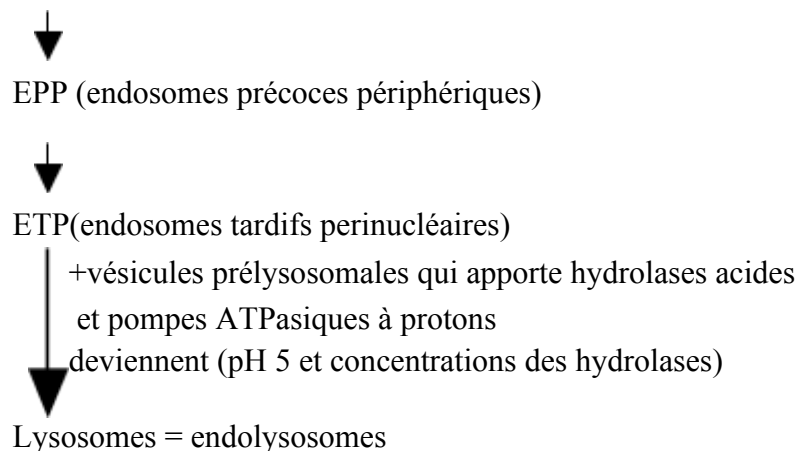 EPP (endosomes précoces périphériques)
ETP(endosomes tardifs perinucléaires)
+vésicules prélysosomales qui apporte hydrolases acides
et pompes ATPasiques à protons
deviennent (pH 5 et concentrations des hydrolases)
Lysosomes = endolysosomes